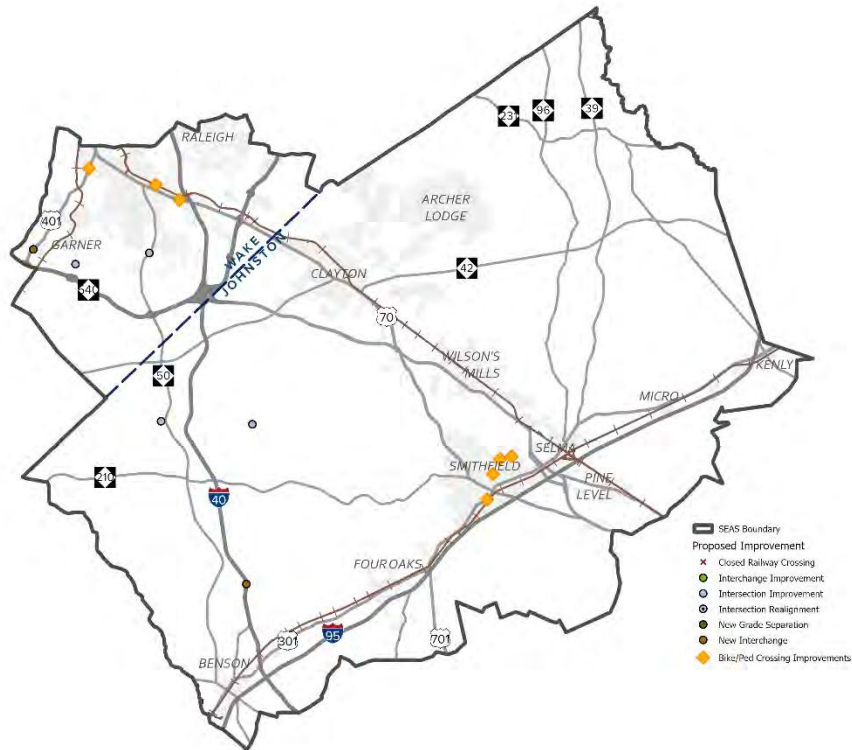 231
96
39
RALEIGH
ARCHER
LODGE
401
GARNER
WAKE
JOHNSTON
CLAYTON
42
540
70
WILSON'S
MILLS
50
KENLY
MICRO
SELMA
SMITHFIELD
210
PINE
LEVEL
40
FOUR OAKS
95
301
701
BENSON
SEAS Boundary
Proposed Improvement
Closed Railway Crossing
Interchange Improvement
Intersection Improvement
Intersection Realignment
New Grade Separation
New Interchange
Bike/Ped Crossing Improvements